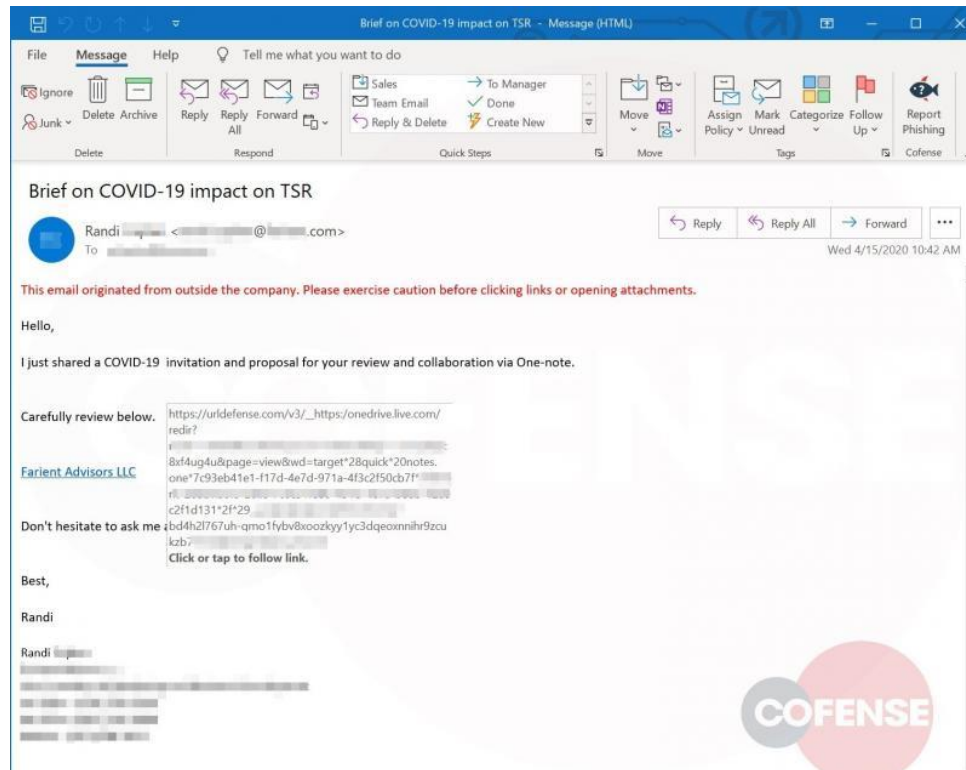 Brief on COVID-19 impact on TSR - Message (HTML)
File Message Help Tell me what you want to do
Ignore
Junk
Delete Archive
Reply Reply All Forward
Sales
Team Email
Reply & Delete
To Manager
Done
Create New
Move
Assign Policy Mark Unread Categorize Follow Up
Report Phishing
Delete Respond Quick Steps Move Tags Cofense
Brief on COVID-19 impact on TSR
Randi < @ .com>
To
Reply Reply All Forward
Wed 4/15/2020 10:42 AM
This email originated from outside the company. Please exercise caution before clicking links or opening attachments.
Hello,
I just shared a COVID-19 invitation and proposal for your review and collaboration via One-note.
Carefully review below.
https://urldefense.com/v3/__https:/onedrive.live.com/
redir?
8xf4ug4u&page=view&wd=target*28quick*20notes.
one*7c93eb41e1-f17d-4e7d-971a-4f3c2f50cb7f*
c2f1d131*2f*29
bd4h2l767uh-qmo1fybv8xoozkyy1yc3dqeoxnnihr9zcu
kzb7
Click or tap to follow link.
Farient Advisors LLC
Don't hesitate to ask me
Best,
Randi
Randi
COFENSE
COFENSE